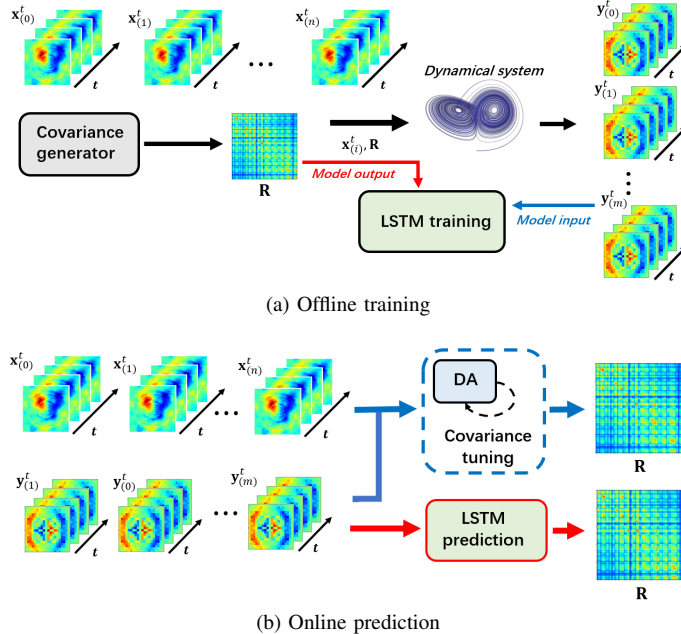 x^t_(0)
x^t_(1)
x^t_(n)
y^t_(0)
t
t
...
t
Dynamical system
t
y^t_(1)
Covariance
generator
x^t_(i), R
t
R
Model output
...
y^t_(m)
LSTM training
Model input
t
(a) Offline training
x^t_(0)
x^t_(1)
x^t_(n)
DA
t
t
...
t
Covariance
tuning
R
y^t_(1)
y^t_(0)
y^t_(m)
...
LSTM
prediction
t
t
t
R
(b) Online prediction